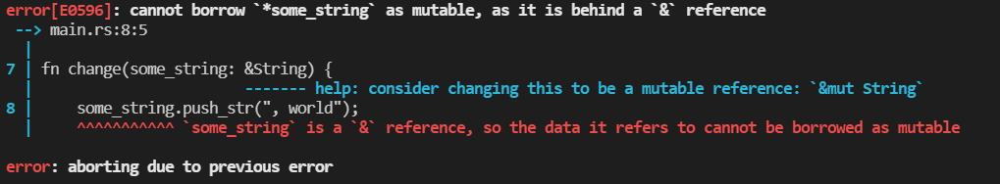 error[E0596]: cannot borrow `*some_string` as mutable, as it is behind a `&` reference
 --> main.rs:8:5
  |
7 | fn change(some_string: &String) {
  |                        ------- help: consider changing this to be a mutable reference: `&mut String`
8 |     some_string.push_str(", world");
  |     ^^^^^^^^^^^ `some_string` is a `&` reference, so the data it refers to cannot be borrowed as mutable
error: aborting due to previous error